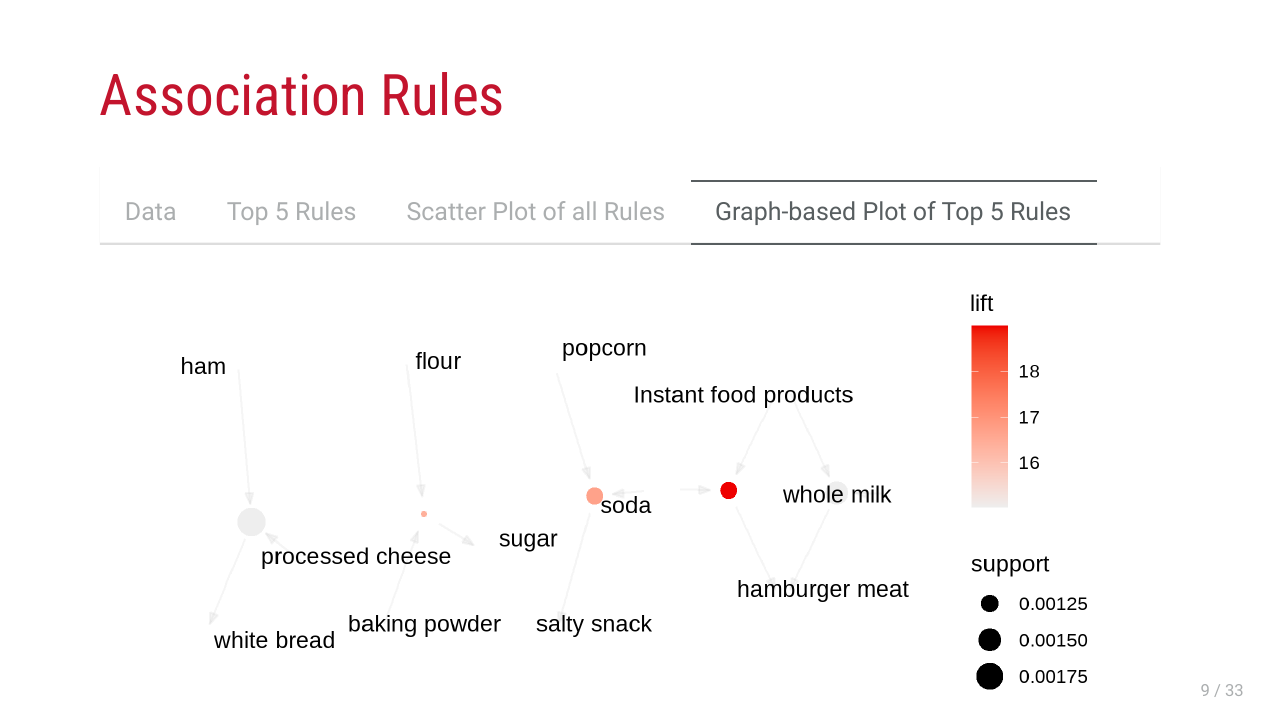 Association Rules
Data
Top 5 Rules
Scatter Plot of all Rules
Graph-based Plot of Top 5 Rules
ham
flour
popcorn
Instant food products
whole milk
soda
sugar
processed cheese
hamburger meat
baking powder
salty snack
white bread
lift
18
17
16
support
0.00125
0.00150
0.00175
9 / 33